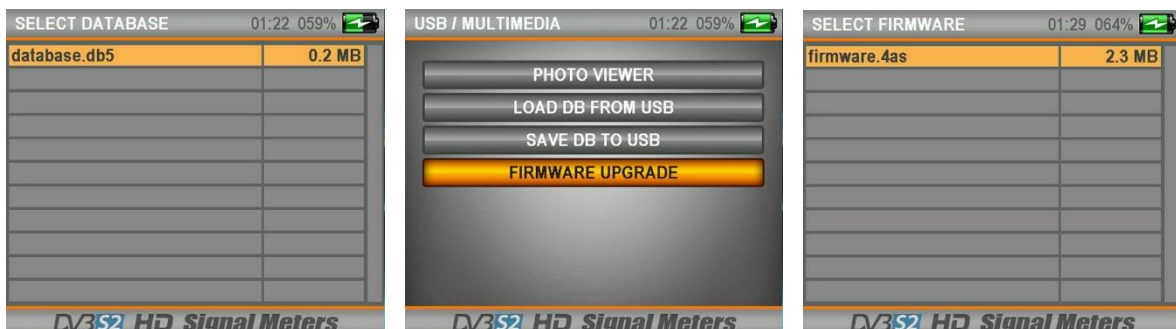 SELECT DATABASE 01:22 059%
database.db5 0.2 MB
DVBS2 HD Signal Meters
USB / MULTIMEDIA 01:22 059%
PHOTO VIEWER
LOAD DB FROM USB
SAVE DB TO USB
FIRMWARE UPGRADE
DVBS2 HD Signal Meters
SELECT FIRMWARE 01:29 064%
firmware.4as 2.3 MB
DVBS2 HD Signal Meters